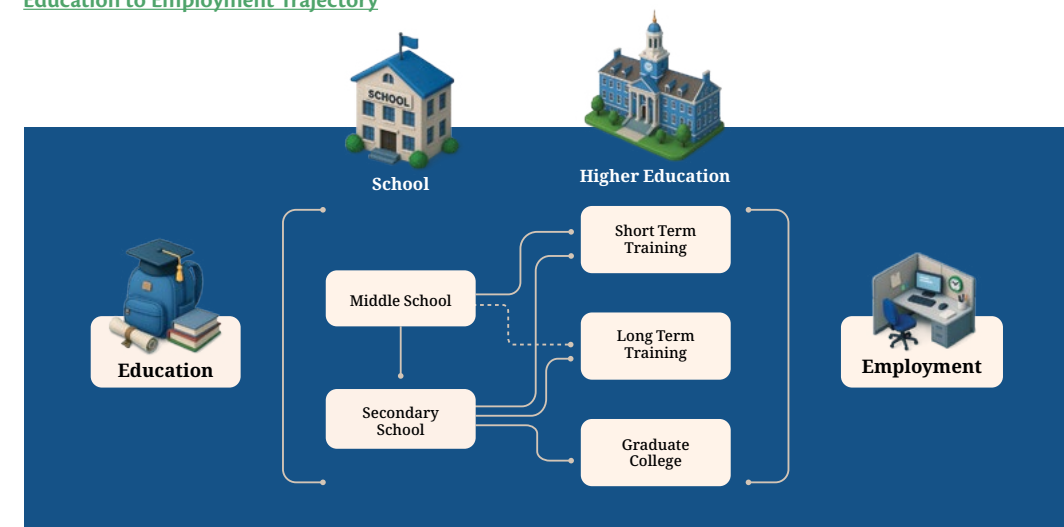 Education to Employment Trajectory
SCHOOL
School
Higher Education
Short Term
Training
Middle School
Long Term
Training
Education
Employment
Secondary
School
Graduate
College